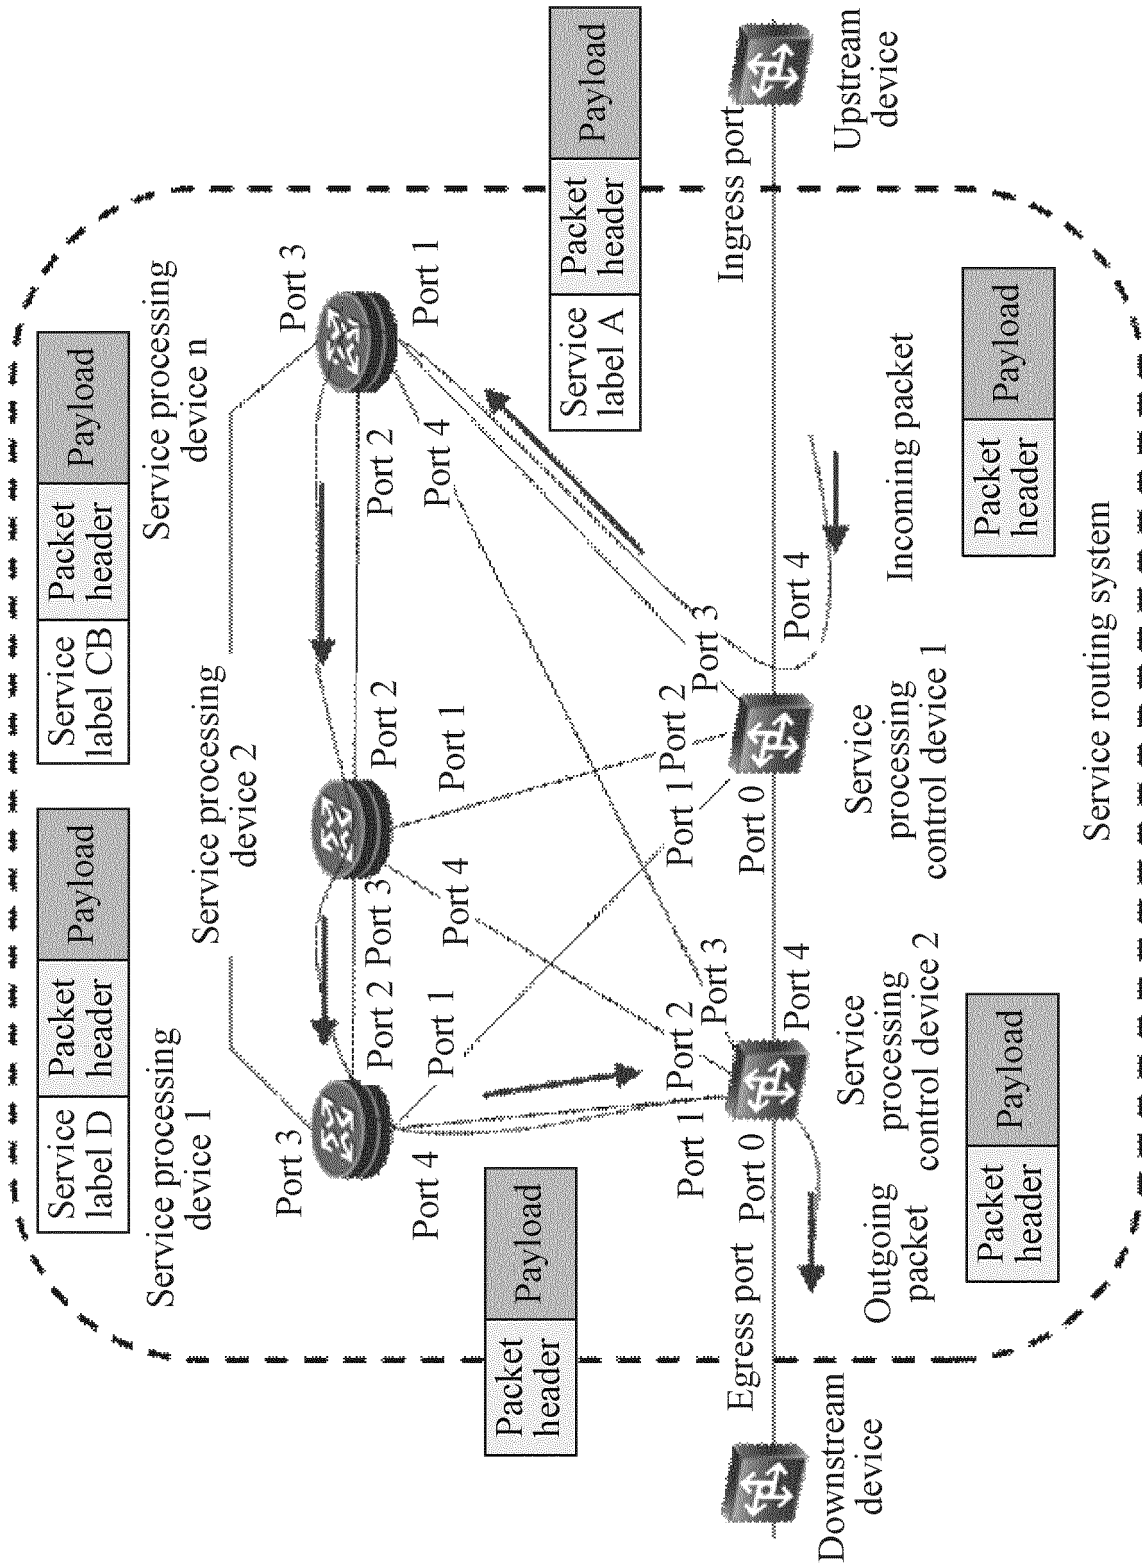 Service
label D
Packet
header
Payload
Service
label CB
Packet
header
Payload
Service processing
device 1
Service processing
device 2
Service processing
device n
Port 3
Port 4
Port 2
Port 1
Port 3
Port 4
Port 2
Port 1
Port 2
Port 4
Port 3
Port 1
Packet
header
Payload
Service
label A
Packet
header
Payload
Port 1
Port 2
Port 3
Port 1
Port 2
Port 3
Egress port
Port 0
Port 4
Port 0
Port 4
Ingress port
Downstream
device
Outgoing
packet
Service
processing
control device 2
Service
processing
control device 1
Incoming packet
Upstream
device
Packet
header
Payload
Packet
header
Payload
Service routing system